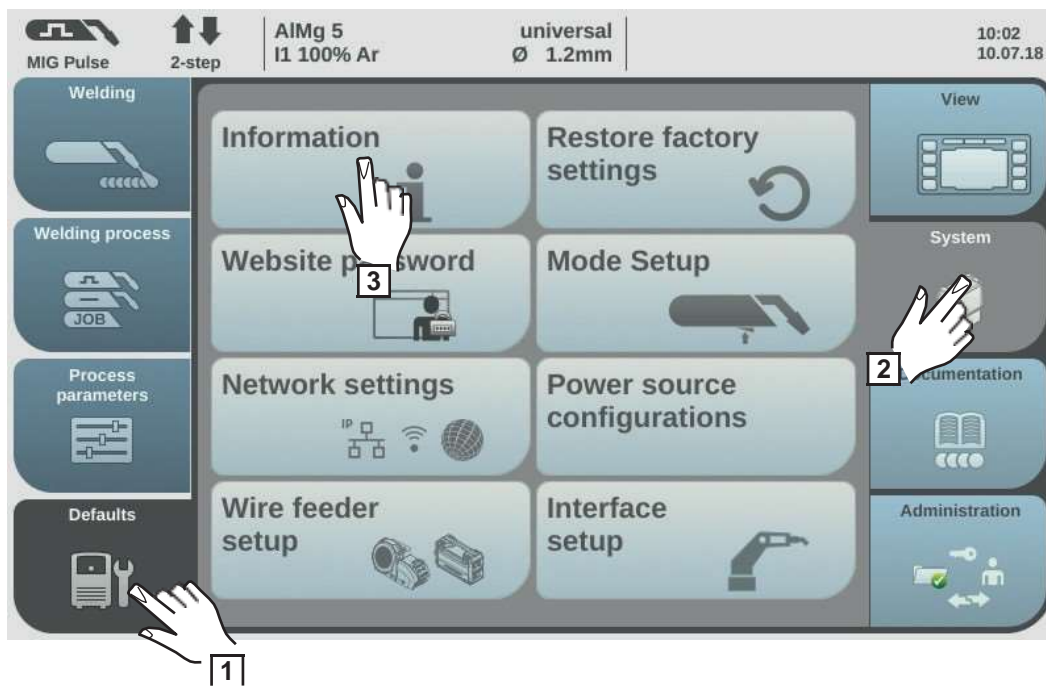 MIG Pulse
2-step
AlMg 5
I1 100% Ar
universal
Ø 1.2mm
10:02
10.07.18
Welding
Welding process
JOB
Process
parameters
Defaults
Information
Restore factory
settings
Website
Mode Setup
Network settings
IP
Power source
configurations
Wire feeder
setup
Interface
setup
View
System
Administration
1
2
3